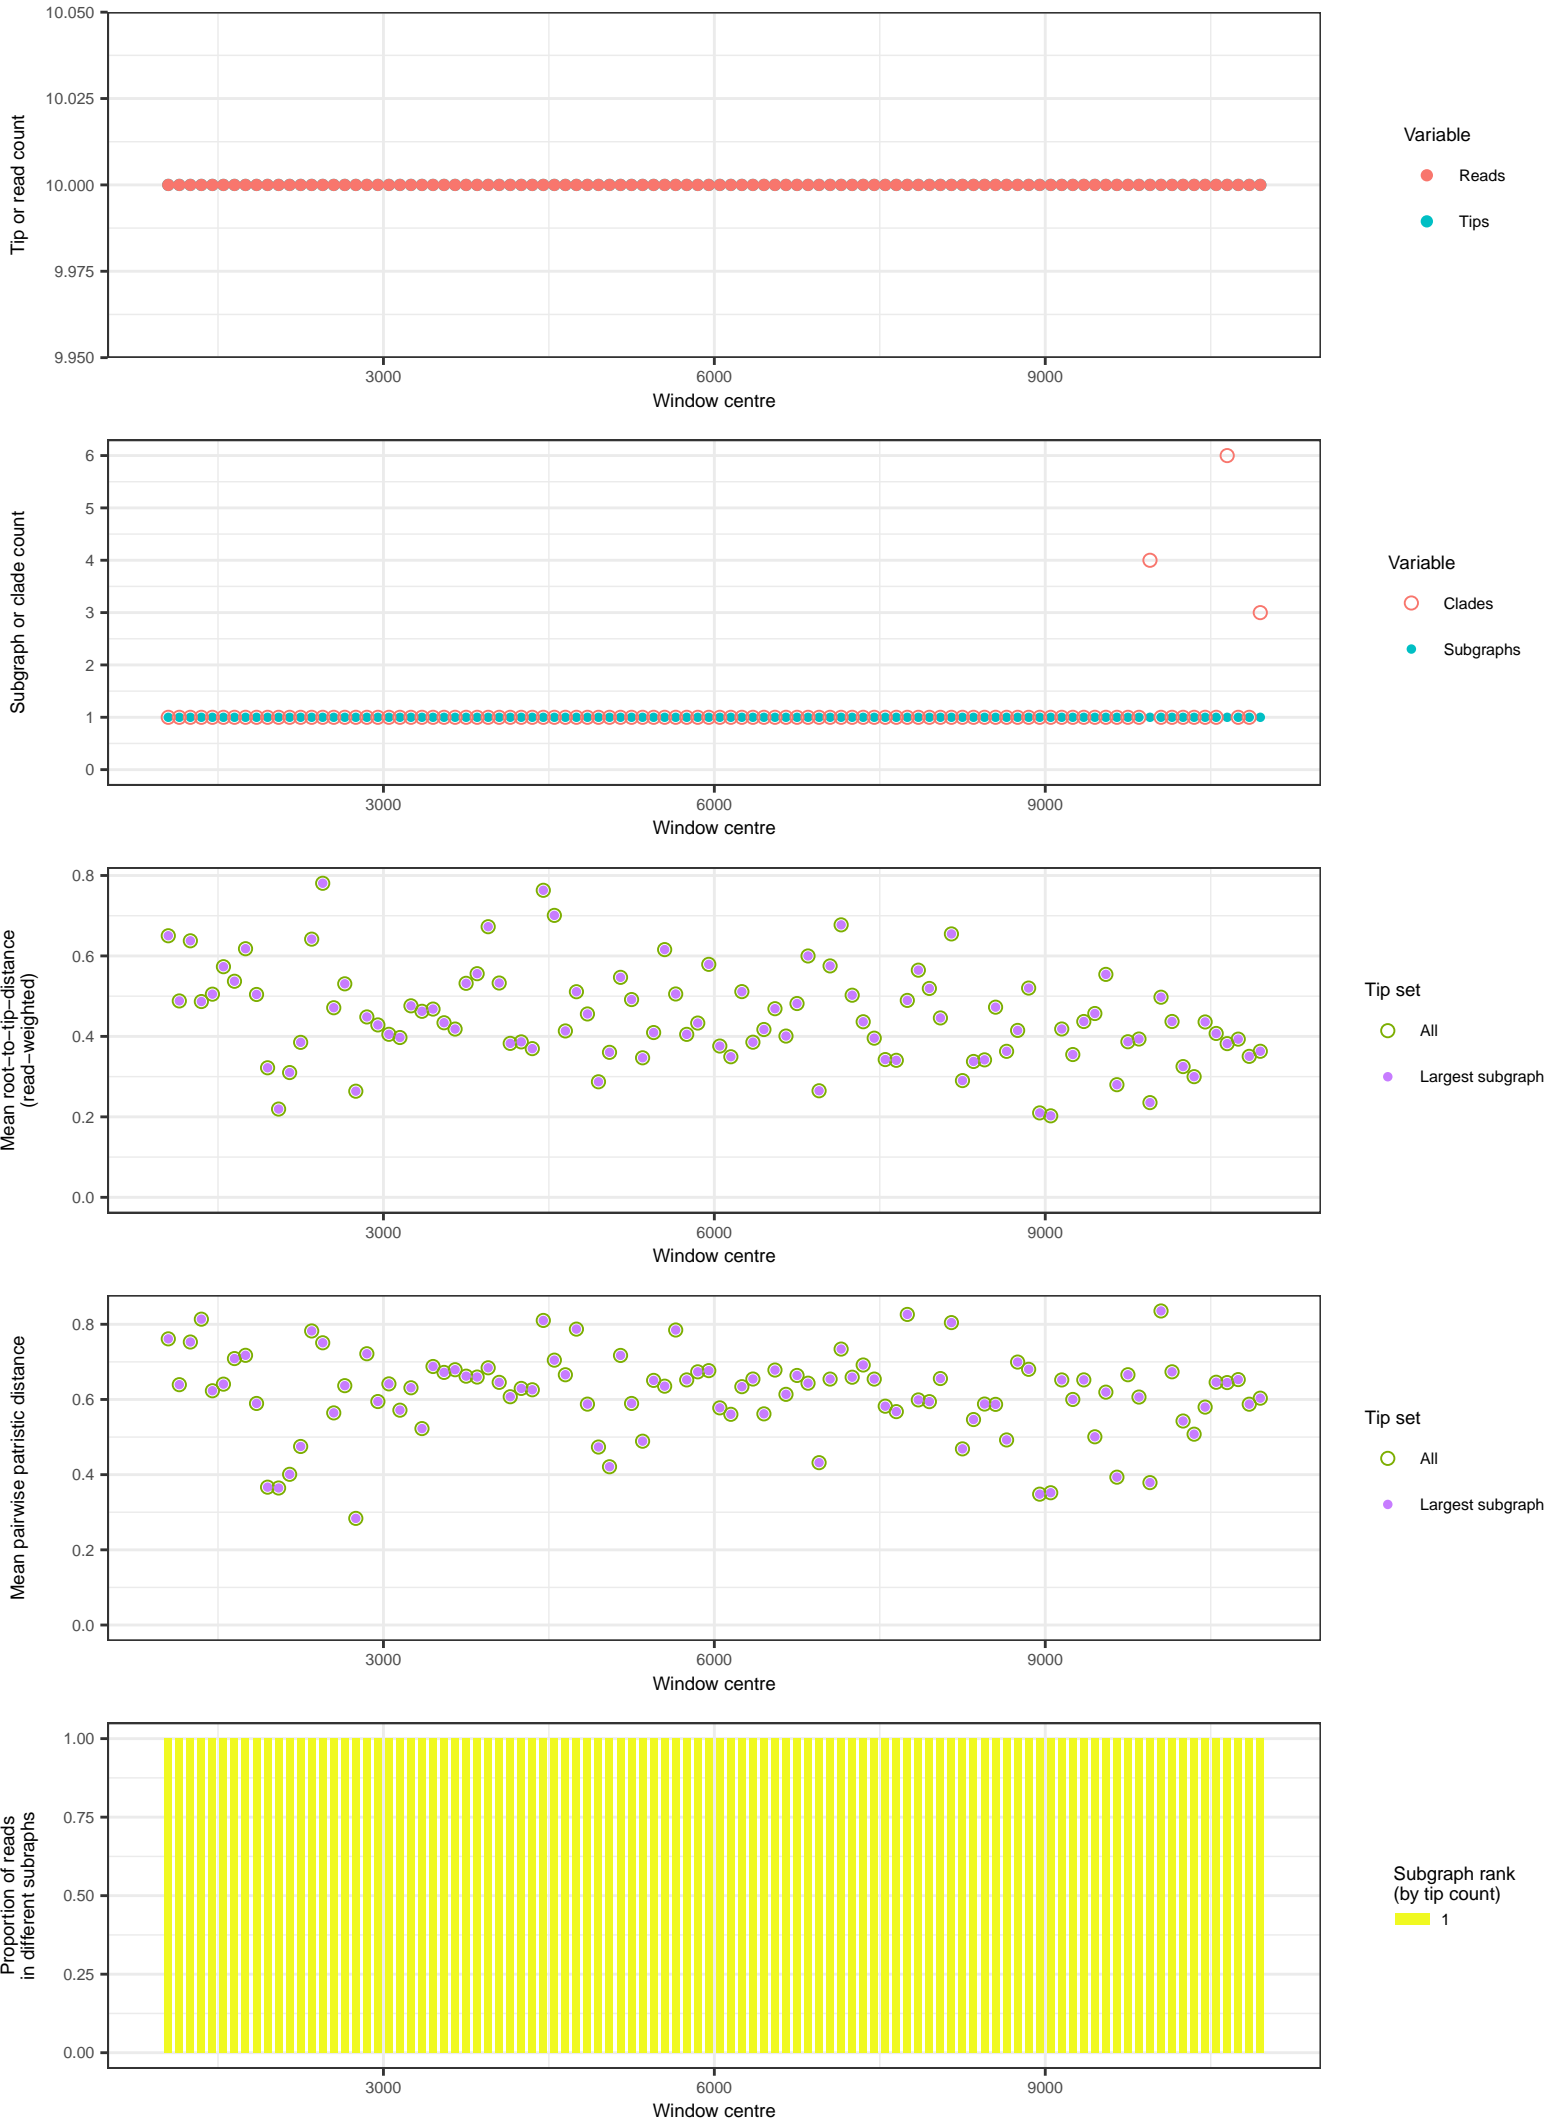 10.050
10.025
10.000
9.975
9.950
Tip or read count
3000
6000
9000
Window centre
Variable
Reads
Tips
6
5
4
3
2
1
0
Subgraph or clade count
3000
6000
9000
Window centre
Variable
Clades
Subgraphs
0.8
0.6
0.4
0.2
0.0
Mean root−to−tip−distance
(read−weighted)
3000
6000
9000
Window centre
Tip set
All
Largest subgraph
0.8
0.6
0.4
0.2
0.0
Mean pairwise patristic distance
3000
6000
9000
Window centre
Tip set
All
Largest subgraph
1.00
0.75
0.50
0.25
0.00
Proportion of reads
in different subraphs
3000
6000
9000
Window centre
Subgraph rank
(by tip count)
1